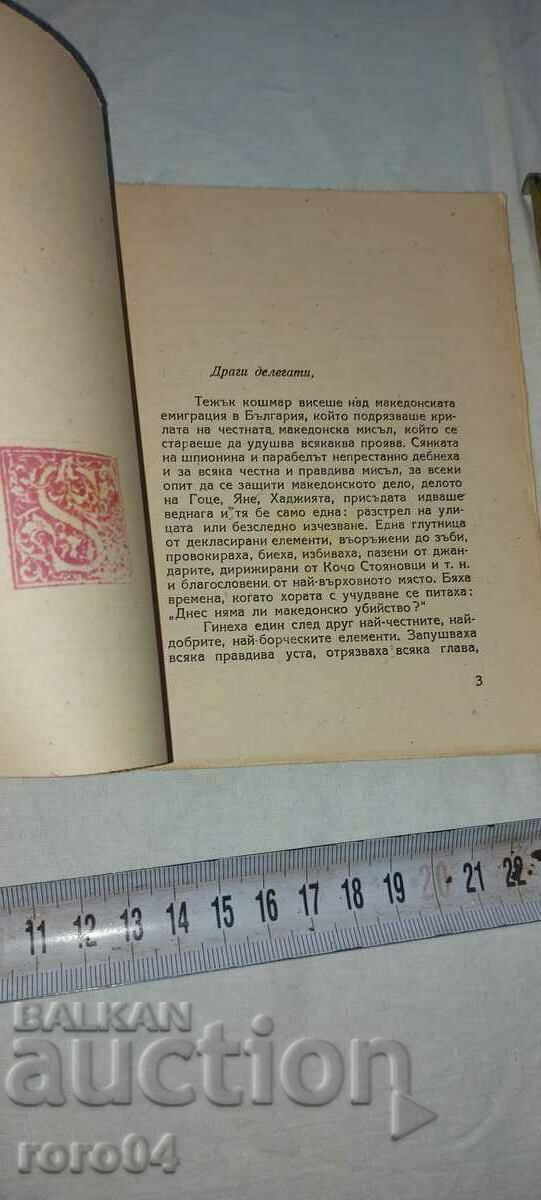 Драги делегати,
Тежък кошмар висеше над македонската
емиграция в България, който подрязваше кри-
лата на честната македонска мисъл, който се
стараеше да удушва всякаква проява. Сянката
на шпионина и парабелът непрестанно дебнеха
и за всяка честна и правдива мисъл, за всеки
опит да се защити македонското дело, делото
на Гоце, Яне, Хаджията, присъдата идваше
веднага и тя бе само една: разстрел на ули-
цата или безследно изчезване. Една глутница
от декласирани елементи, въоръжени до зъби,
провокираха, биеха, избиваха, пазени от джан-
дарите, дирижирани от Кочо Стояновци и т. н.
и благословени от най-върховното място. Бяха
времена, когато хората с учудване се питаха:
„Днес няма ли македонско убийство?“
Гинеха един след друг най-честните, най-
добрите, най-борческите елементи. Запушваха
всяка правдива уста, отрязваха всяка глава,
3
11 12 13 14 15 16 17 18 19 20 21 22
BALKAN
auction
roro04